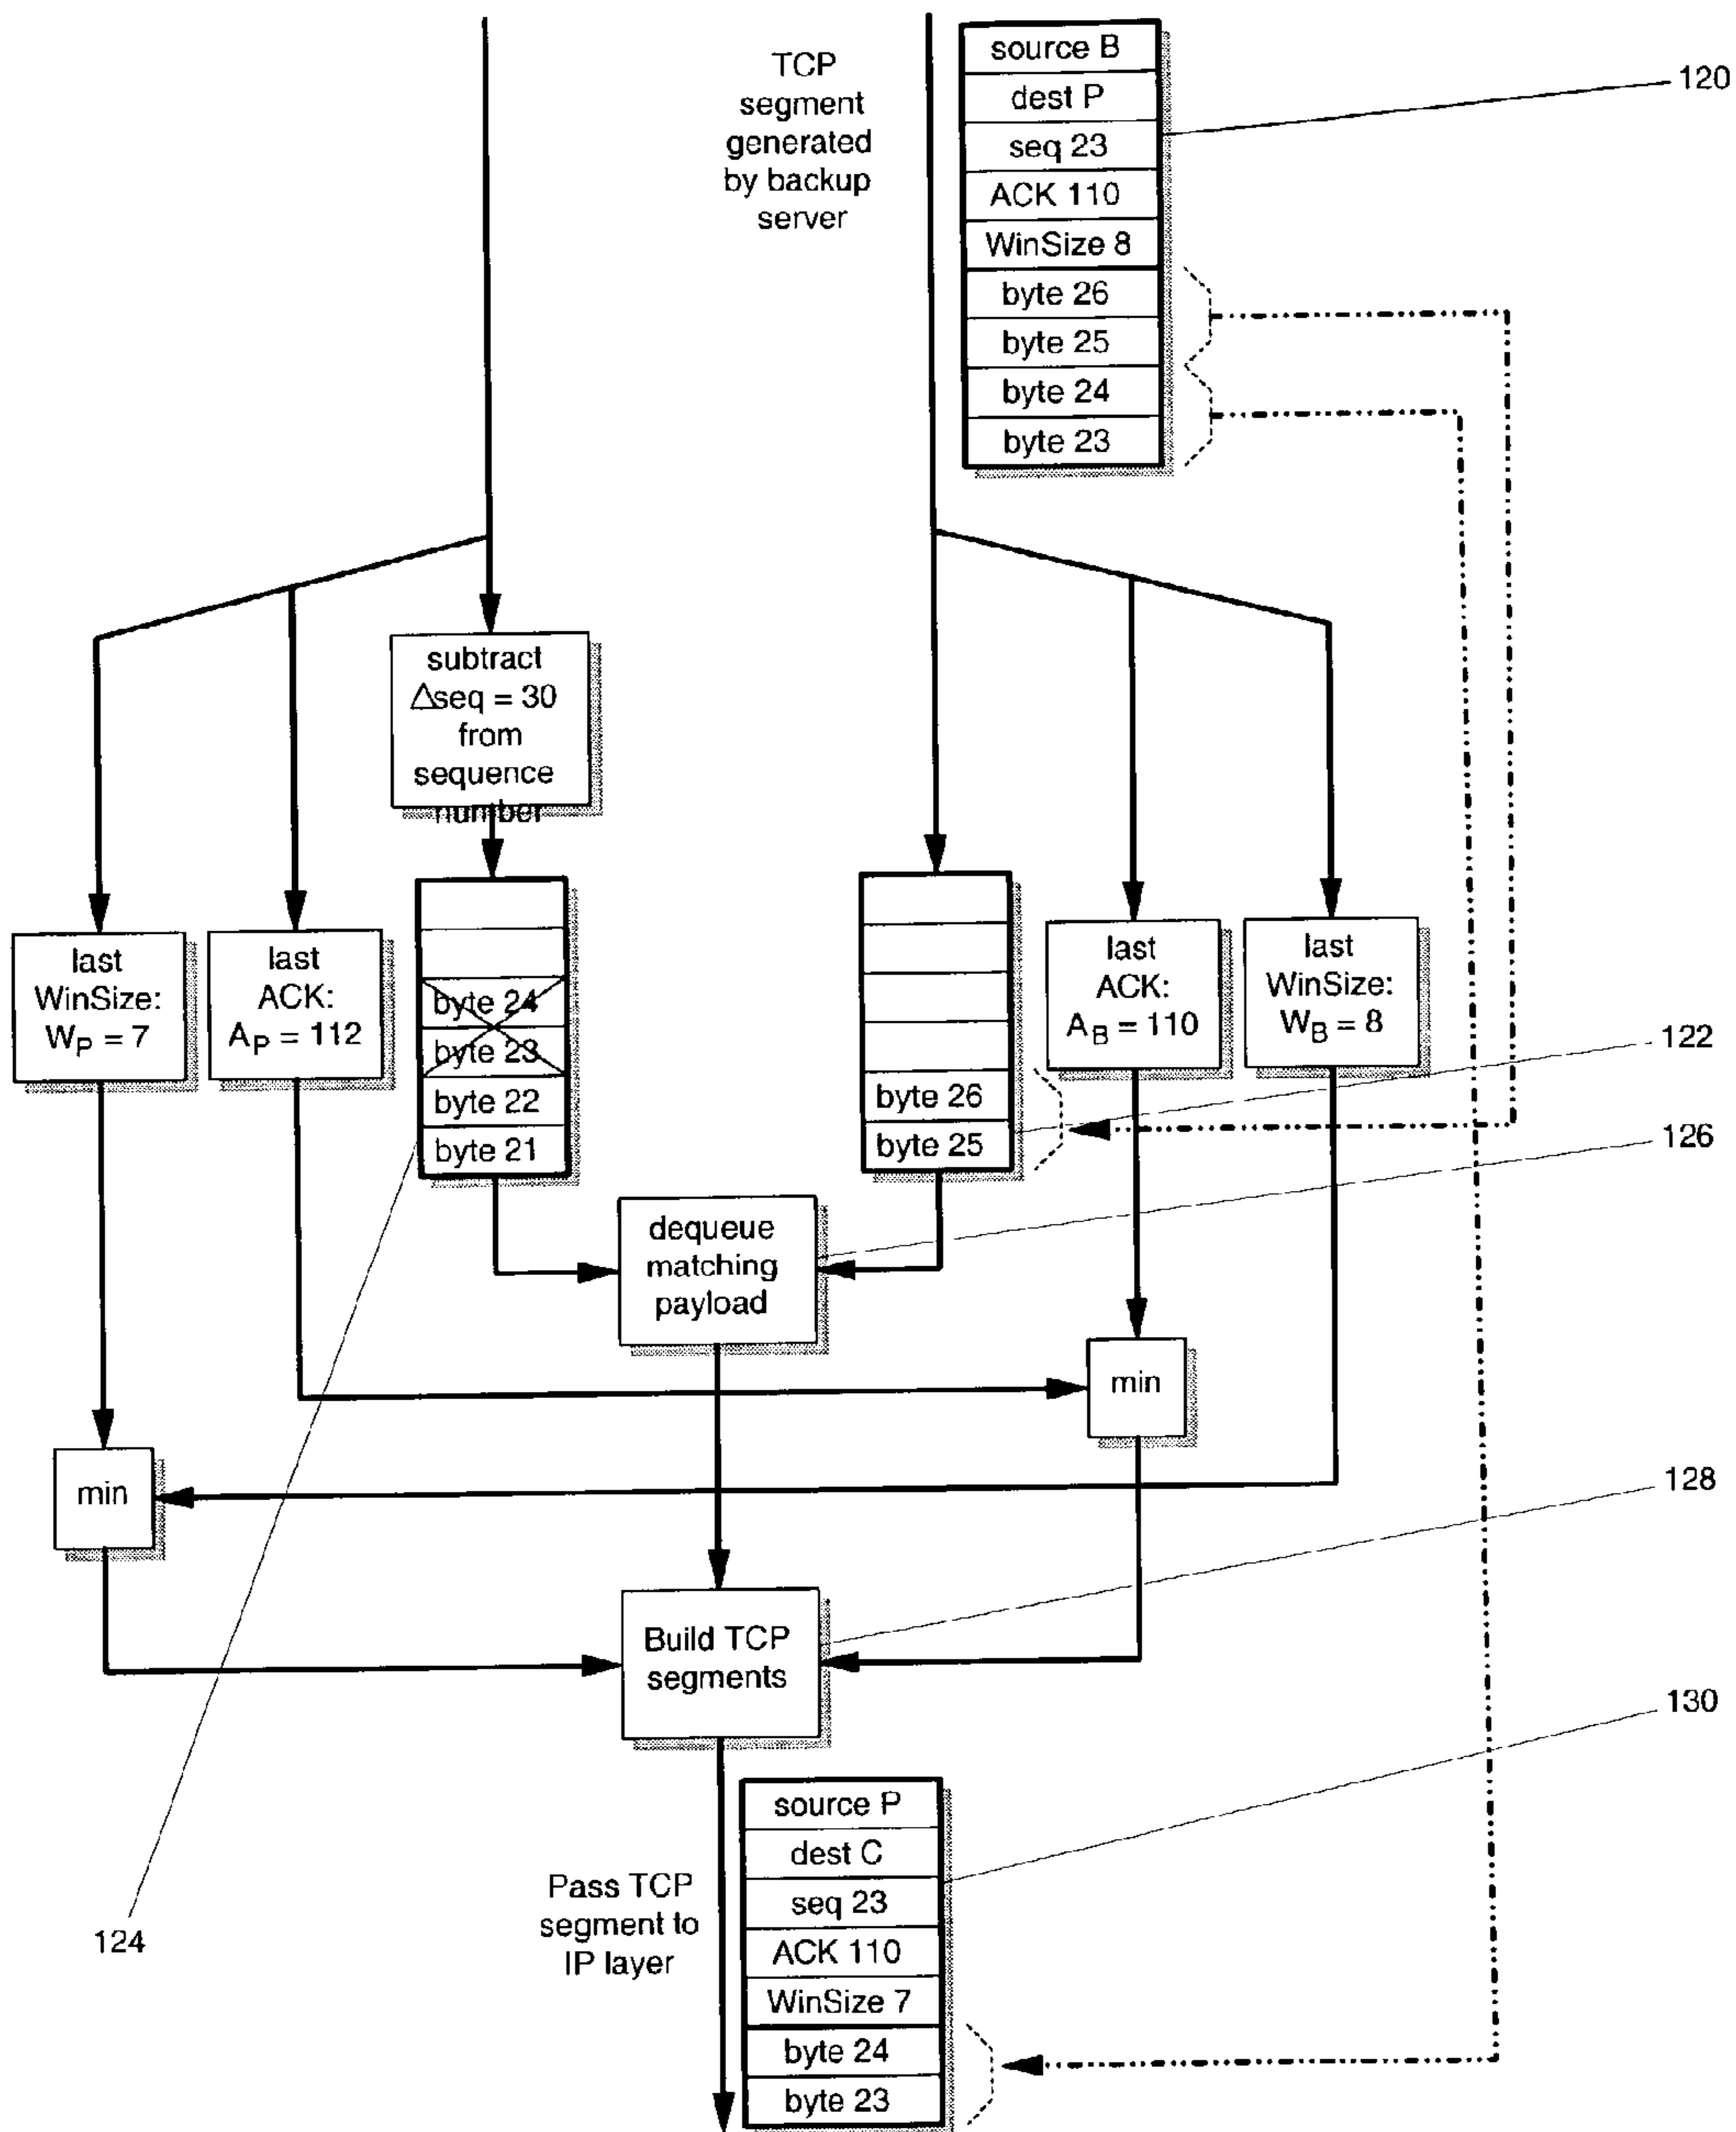 TCP
segment
generated
by backup
server
source B
dest P
seq 23
ACK 110
WinSize 8
byte 26
byte 25
byte 24
byte 23
120
subtract
Δseq = 30
from
sequence
number
last
WinSize:
WP = 7
last
ACK:
AP = 112
byte 24
byte 23
byte 22
byte 21
byte 26
byte 25
last
ACK:
AB = 110
last
WinSize:
WB = 8
122
126
dequeue
matching
payload
min
min
128
Build TCP
segments
130
124
Pass TCP
segment to
IP layer
source P
dest C
seq 23
ACK 110
WinSize 7
byte 24
byte 23